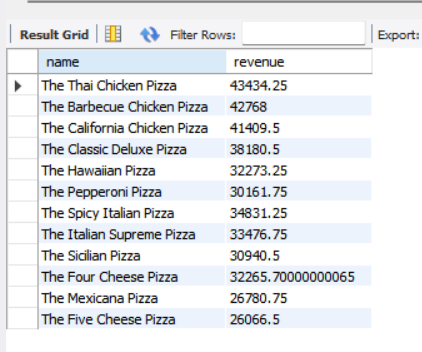 Result Grid Filter Rows: Export:
name revenue
The Thai Chicken Pizza 43434.25
The Barbecue Chicken Pizza 42768
The California Chicken Pizza 41409.5
The Classic Deluxe Pizza 38180.5
The Hawaiian Pizza 32273.25
The Pepperoni Pizza 30161.75
The Spicy Italian Pizza 34831.25
The Italian Supreme Pizza 33476.75
The Sicilian Pizza 30940.5
The Four Cheese Pizza 32265.70000000065
The Mexicana Pizza 26780.75
The Five Cheese Pizza 26066.5